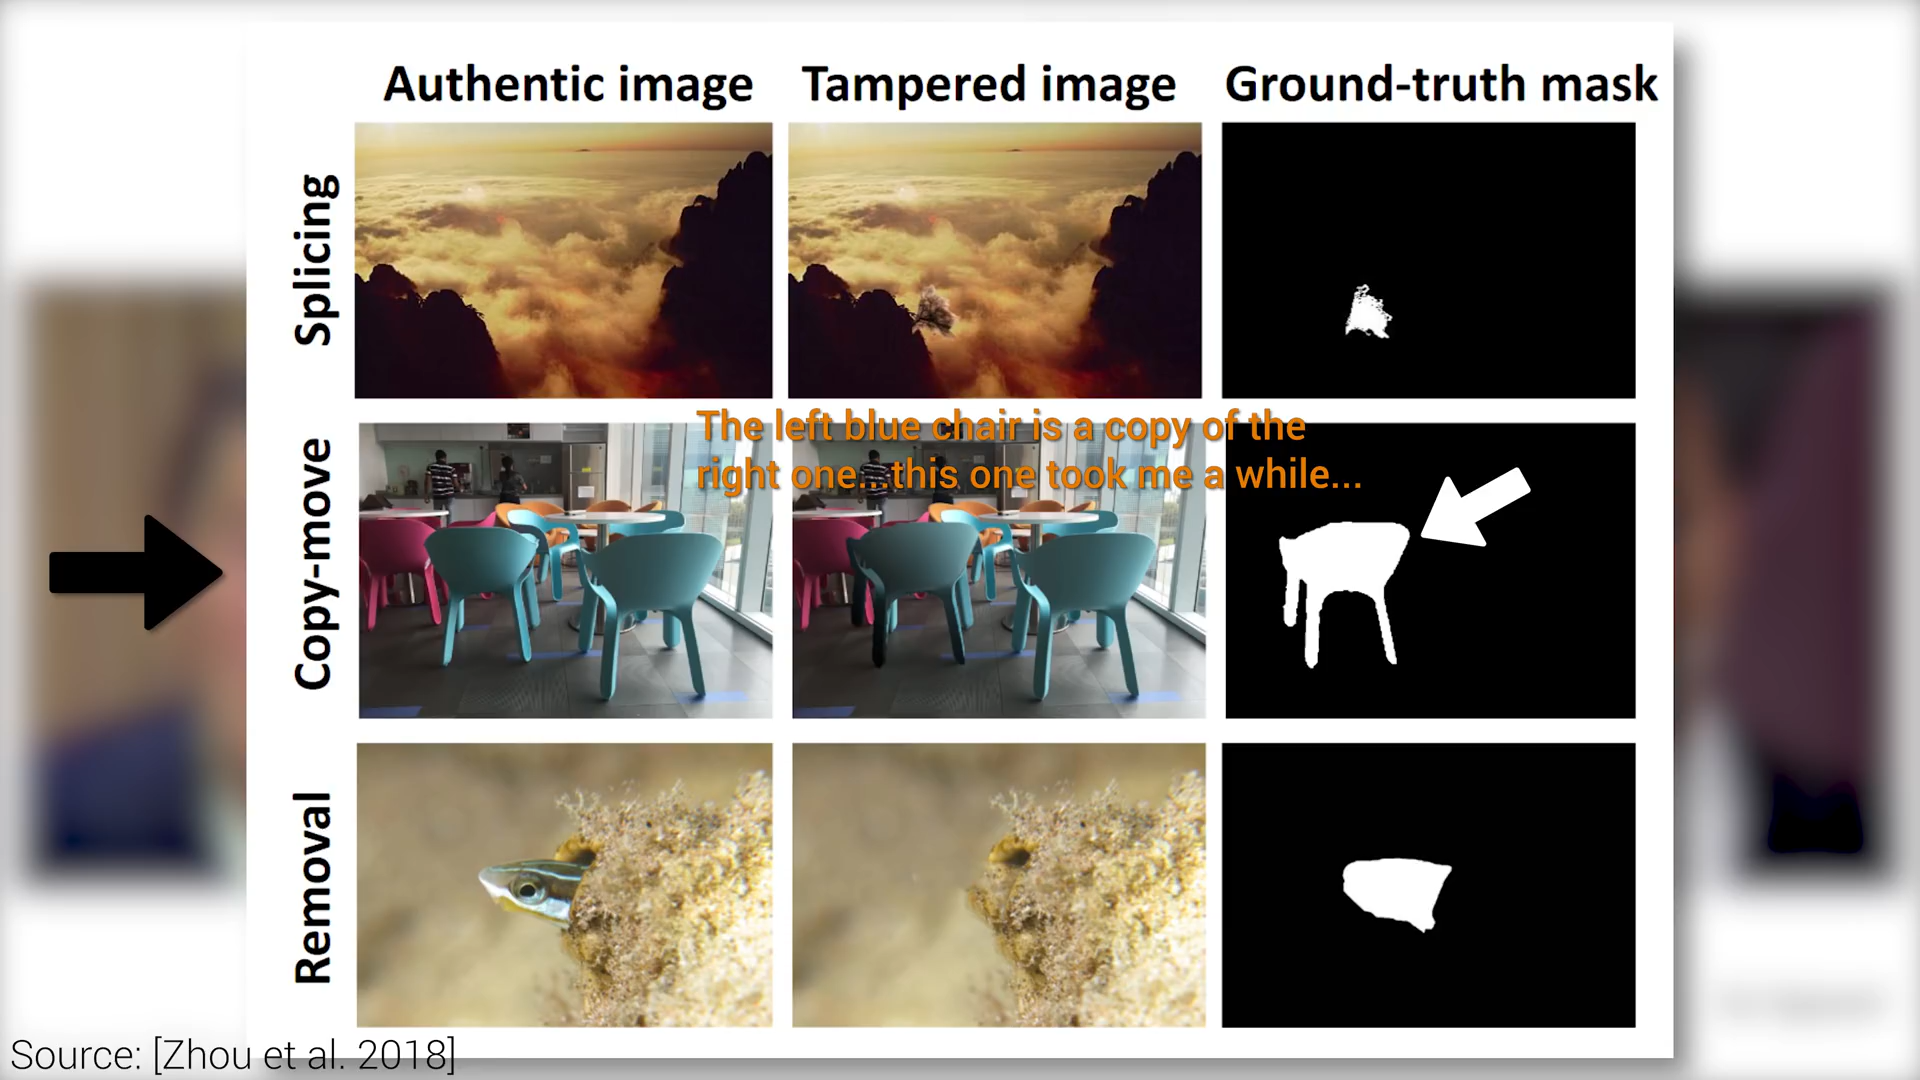 Authentic image
Tampered image
Ground-truth mask
Splicing
The left blue chair is a copy of the
right one...this one took me a while...
Copy-move
Removal
Source: [Zhou et al. 2018]